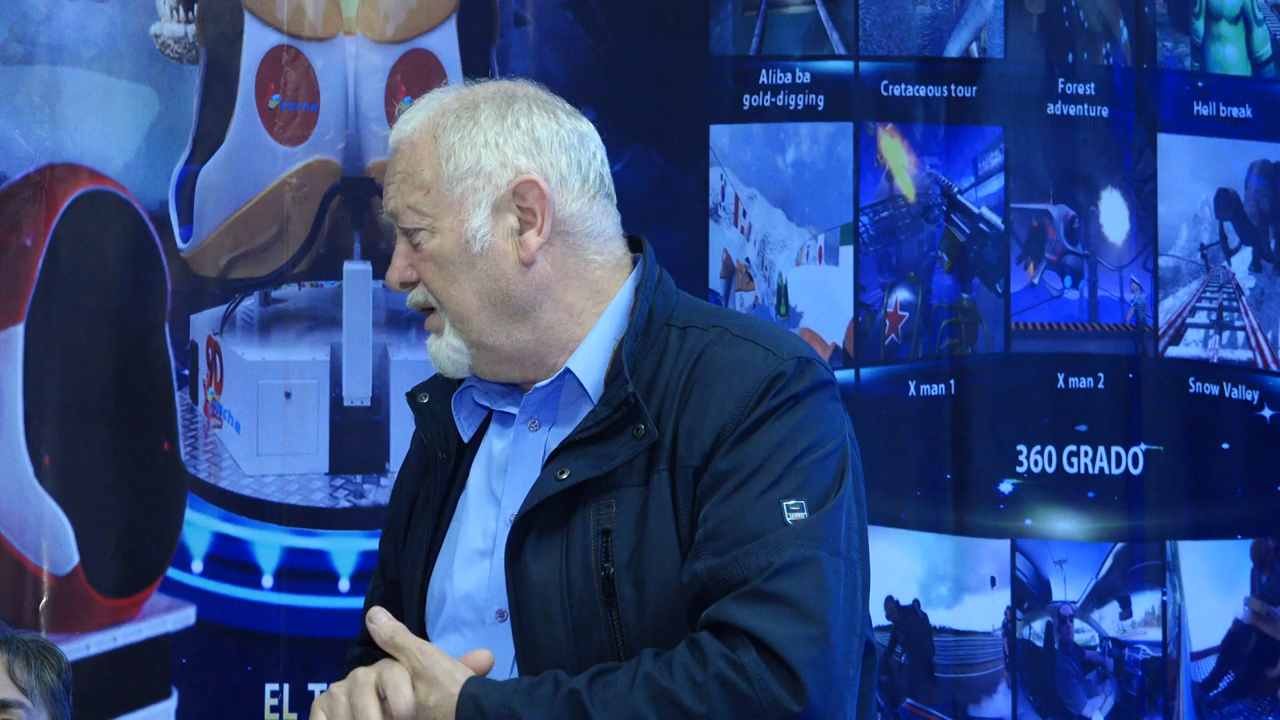 Aliba ba
gold-digging
Cretaceous tour
Forest
adventure
Hell break
X man 1
X man 2
Snow Valley
360 GRADO
9D
EL